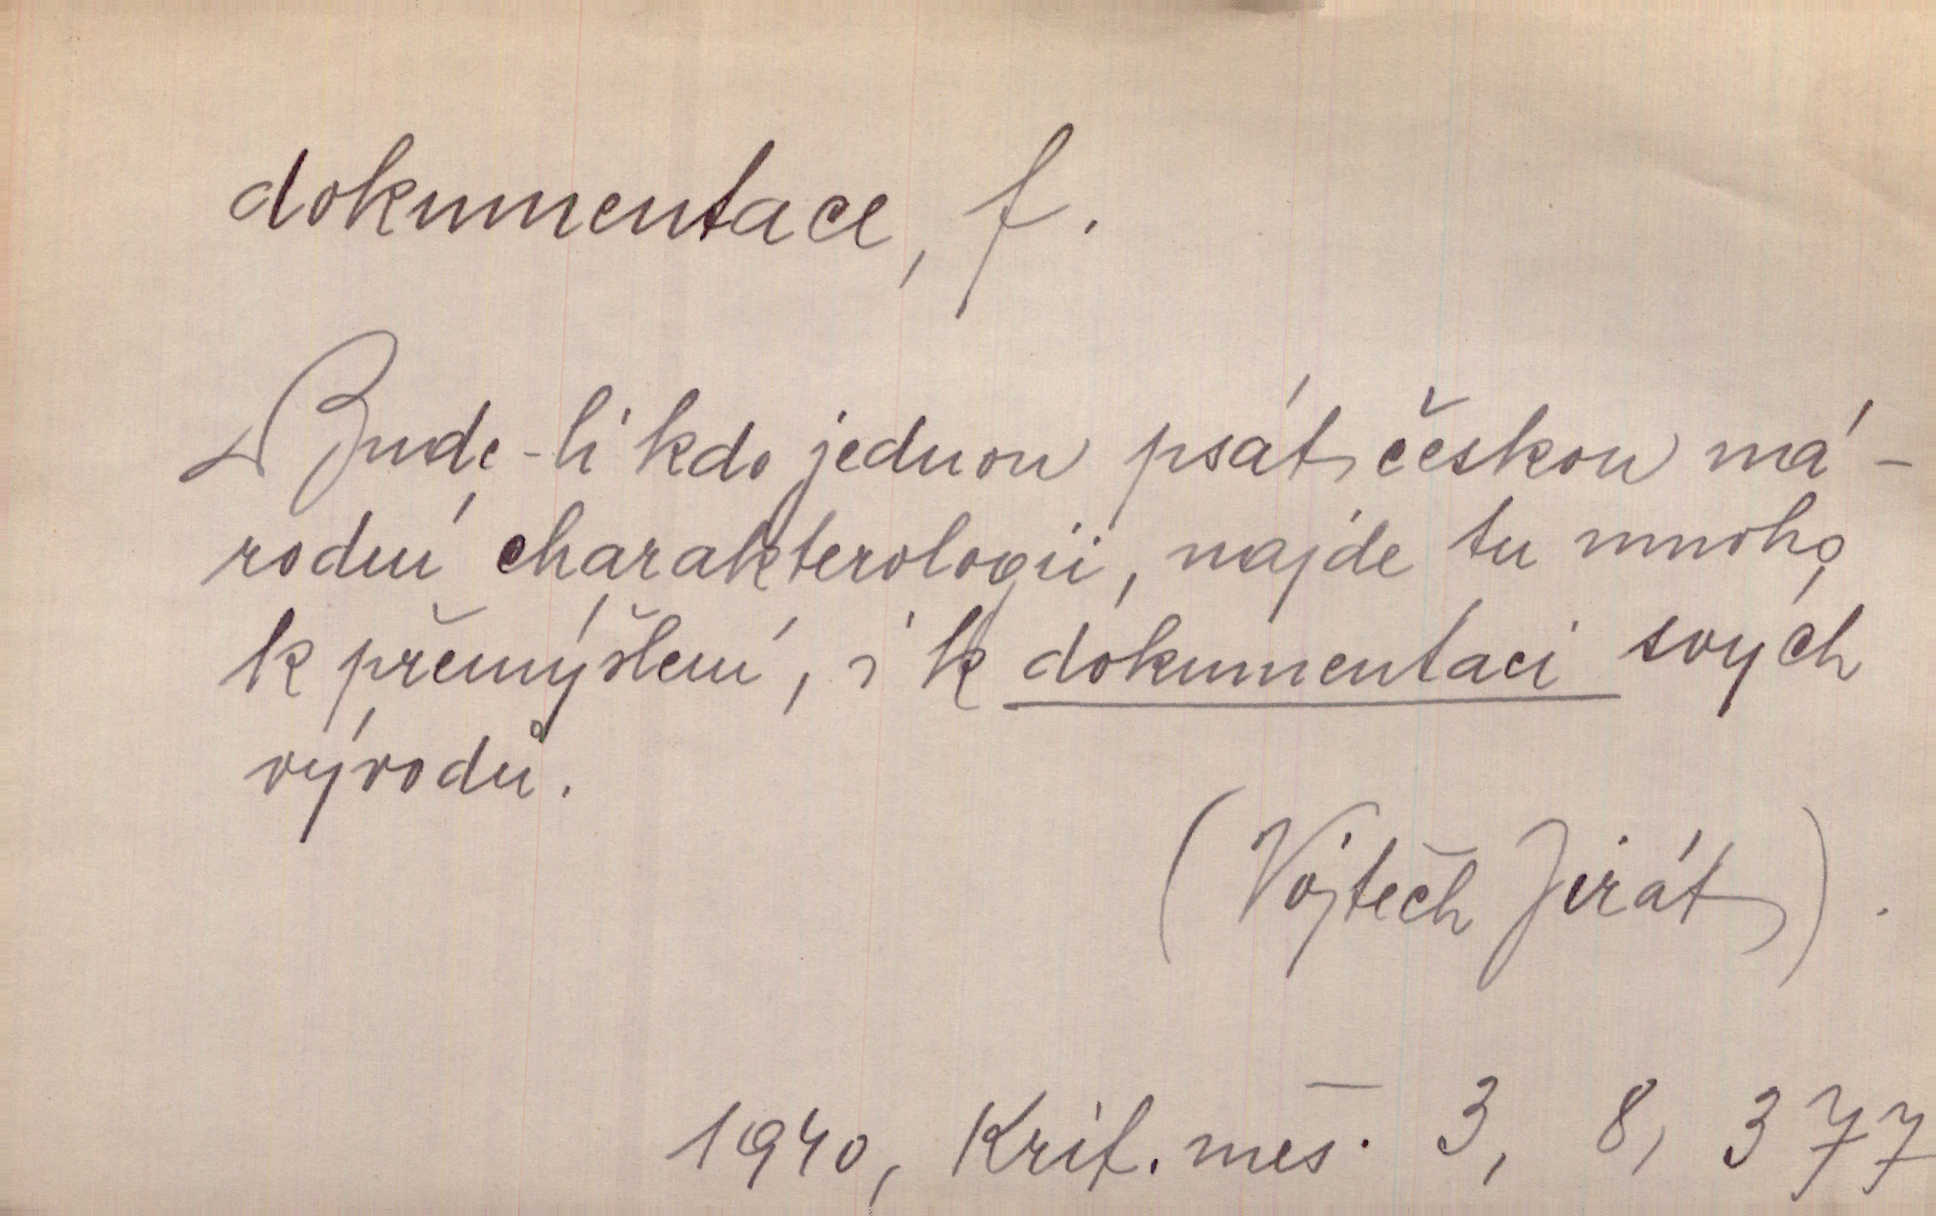 dokumentace, f.
Bude-li kdo jednou psát českou ná-
rodní charakterologii, najde tu mnoho
k přemýšlení, i k dokumentaci svých
vývodů.
(Vojtěch Jirát).
1940, Krit. měs. 3, 8, 377